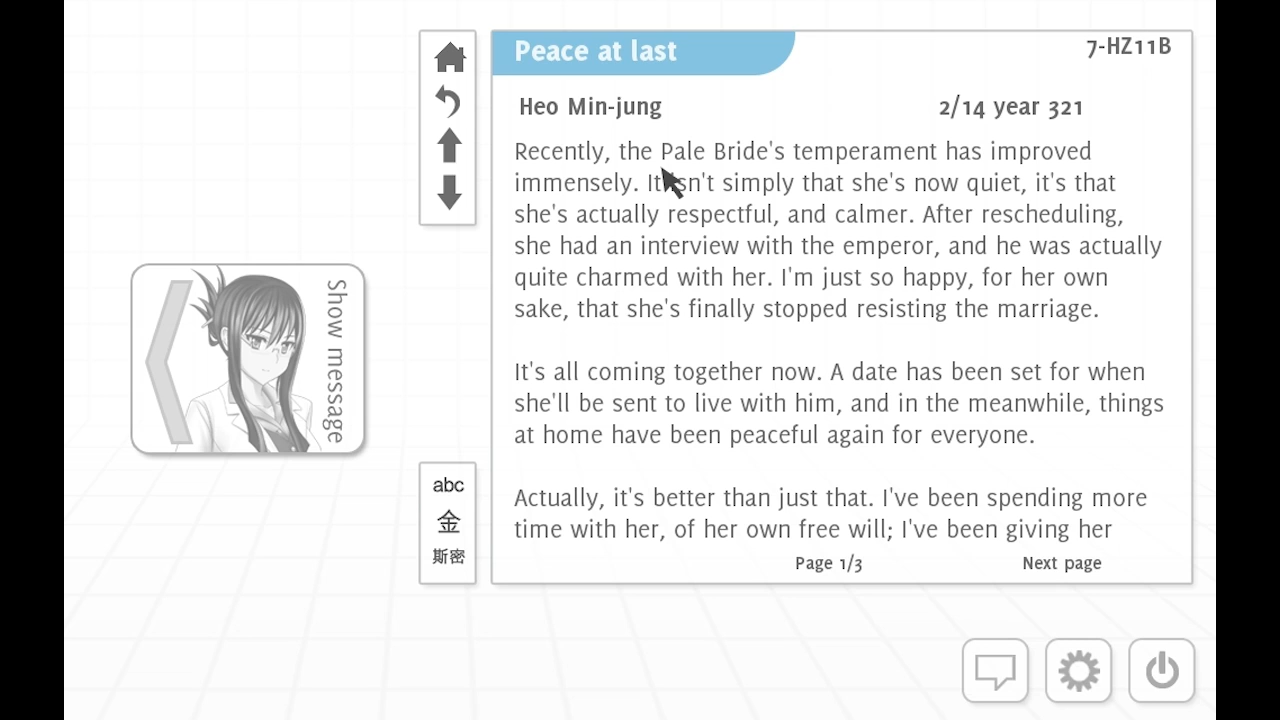 Peace at last
7-HZ11B
Heo Min-jung
2/14 year 321
Recently, the Pale Bride's temperament has improved
immensely. It isn't simply that she's now quiet, it's that
she's actually respectful, and calmer. After rescheduling,
she had an interview with the emperor, and he was actually
quite charmed with her. I'm just so happy, for her own
sake, that she's finally stopped resisting the marriage.
It's all coming together now. A date has been set for when
she'll be sent to live with him, and in the meanwhile, things
at home have been peaceful again for everyone.
Actually, it's better than just that. I've been spending more
time with her, of her own free will; I've been giving her
Page 1/3
Next page
Show message
abc
金
斯密